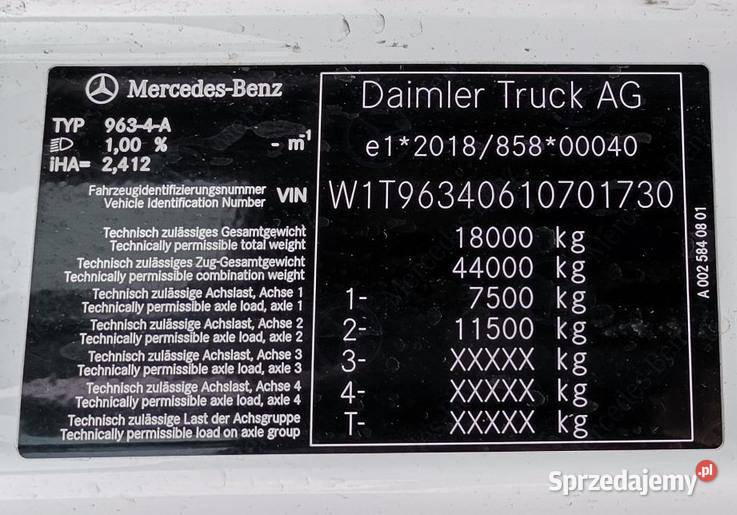 Mercedes-Benz
TYP 963-4-A
1,00 % - m⁻¹
iHA= 2,412
Daimler Truck AG
e1*2018/858*00040
Fahrzeugidentifizierungsnummer
Vehicle Identification Number VIN W1T96340610701730
Technisch zulässiges Gesamtgewicht
Technically permissible total weight 18000 kg
Technisch zulässiges Zug-Gesamtgewicht
Technically permissible combination weight 44000 kg
Technisch zulässige Achslast, Achse 1
Technically permissible axle load, axle 1 1- 7500 kg
Technisch zulässige Achslast, Achse 2
Technically permissible axle load, axle 2 2- 11500 kg
Technisch zulässige Achslast, Achse 3
Technically permissible axle load, axle 3 3- XXXXX kg
Technisch zulässige Achslast, Achse 4
Technically permissible axle load, axle 4 4- XXXXX kg
Technisch zulässige Last der Achsgruppe
Technically permissible load on axle group T- XXXXX kg
A 002 584 08 01
Sprzedajemy.pl